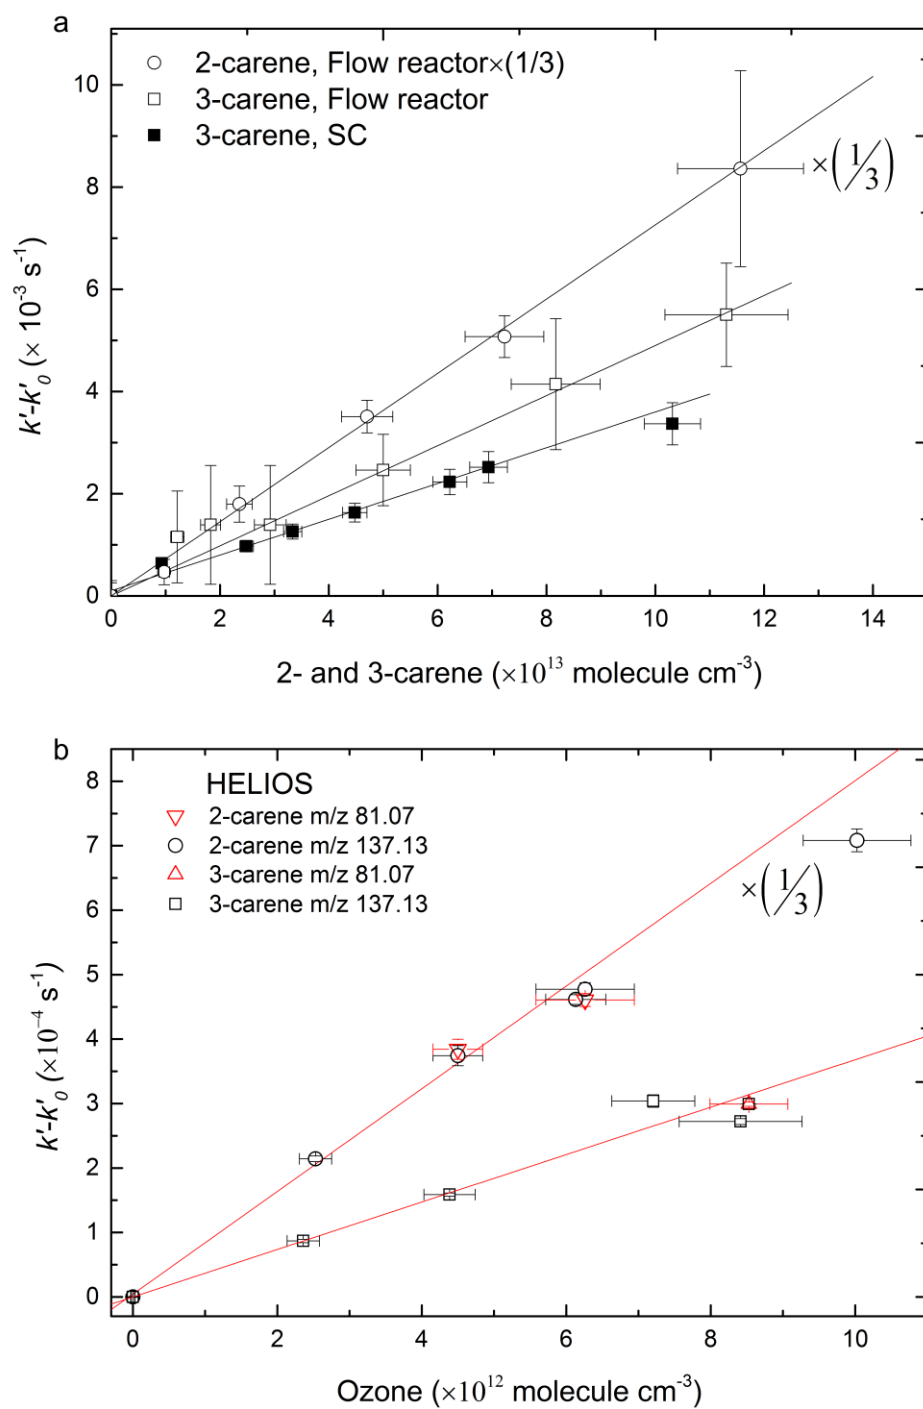 a
2-carene, Flow reactor×(1/3)
3-carene, Flow reactor
3-carene, SC
×(1/3)
k'-k'₀ (× 10⁻³ s⁻¹)
10
8
6
4
2
0
0 2 4 6 8 10 12 14
2- and 3-carene (×10¹³ molecule cm⁻³)
b
HELIOS
2-carene m/z 81.07
2-carene m/z 137.13
3-carene m/z 81.07
3-carene m/z 137.13
×(1/3)
k'-k'₀ (×10⁻⁴ s⁻¹)
8
7
6
5
4
3
2
1
0
0 2 4 6 8 10
Ozone (×10¹² molecule cm⁻³)